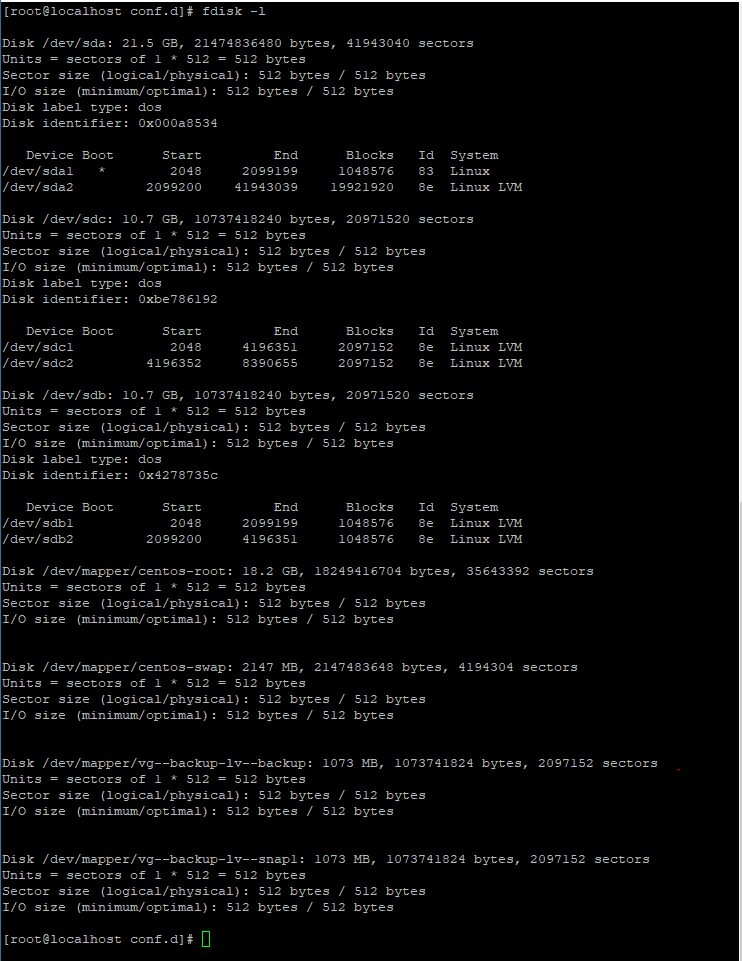 [root@localhost conf.d]# fdisk -l
Disk /dev/sda: 21.5 GB, 21474836480 bytes, 41943040 sectors
Units = sectors of 1 * 512 = 512 bytes
Sector size (logical/physical): 512 bytes / 512 bytes
I/O size (minimum/optimal): 512 bytes / 512 bytes
Disk label type: dos
Disk identifier: 0x000a8534
   Device Boot      Start         End      Blocks   Id  System
/dev/sda1   *        2048     2099199     1048576   83  Linux
/dev/sda2         2099200    41943039    19921920   8e  Linux LVM
Disk /dev/sdc: 10.7 GB, 10737418240 bytes, 20971520 sectors
Units = sectors of 1 * 512 = 512 bytes
Sector size (logical/physical): 512 bytes / 512 bytes
I/O size (minimum/optimal): 512 bytes / 512 bytes
Disk label type: dos
Disk identifier: 0xbe786192
   Device Boot      Start         End      Blocks   Id  System
/dev/sdc1            2048     4196351     2097152   8e  Linux LVM
/dev/sdc2         4196352     8390655     2097152   8e  Linux LVM
Disk /dev/sdb: 10.7 GB, 10737418240 bytes, 20971520 sectors
Units = sectors of 1 * 512 = 512 bytes
Sector size (logical/physical): 512 bytes / 512 bytes
I/O size (minimum/optimal): 512 bytes / 512 bytes
Disk label type: dos
Disk identifier: 0x4278735c
   Device Boot      Start         End      Blocks   Id  System
/dev/sdb1            2048     2099199     1048576   8e  Linux LVM
/dev/sdb2         2099200     4196351     1048576   8e  Linux LVM
Disk /dev/mapper/centos-root: 18.2 GB, 18249416704 bytes, 35643392 sectors
Units = sectors of 1 * 512 = 512 bytes
Sector size (logical/physical): 512 bytes / 512 bytes
I/O size (minimum/optimal): 512 bytes / 512 bytes
Disk /dev/mapper/centos-swap: 2147 MB, 2147483648 bytes, 4194304 sectors
Units = sectors of 1 * 512 = 512 bytes
Sector size (logical/physical): 512 bytes / 512 bytes
I/O size (minimum/optimal): 512 bytes / 512 bytes
Disk /dev/mapper/vg--backup-lv--backup: 1073 MB, 1073741824 bytes, 2097152 sectors
Units = sectors of 1 * 512 = 512 bytes
Sector size (logical/physical): 512 bytes / 512 bytes
I/O size (minimum/optimal): 512 bytes / 512 bytes
Disk /dev/mapper/vg--backup-lv--snap1: 1073 MB, 1073741824 bytes, 2097152 sectors
Units = sectors of 1 * 512 = 512 bytes
Sector size (logical/physical): 512 bytes / 512 bytes
I/O size (minimum/optimal): 512 bytes / 512 bytes
[root@localhost conf.d]#